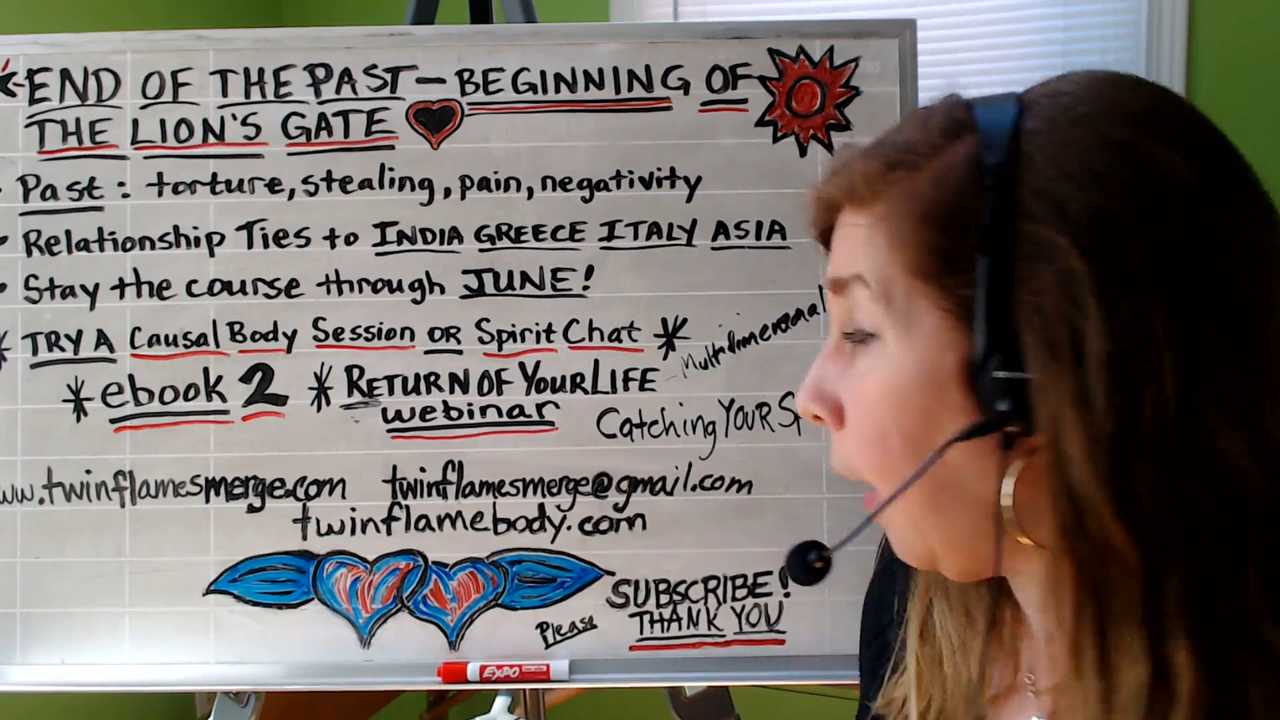 END OF THE PAST - BEGINNING OF
THE LION'S GATE
• Past: torture, stealing, pain, negativity
• Relationship Ties to INDIA GREECE ITALY ASIA
• Stay the course through JUNE!
* TRY A Causal Body Session OR Spirit Chat *
Multidimensional
* ebook 2 * RETURN OF YOUR LIFE
webinar
Catching YOUR
www.twinflamesmerge.com twinflamesmerge@gmail.com
twinflamebody.com
Please SUBSCRIBE!
THANK YOU
EXPO